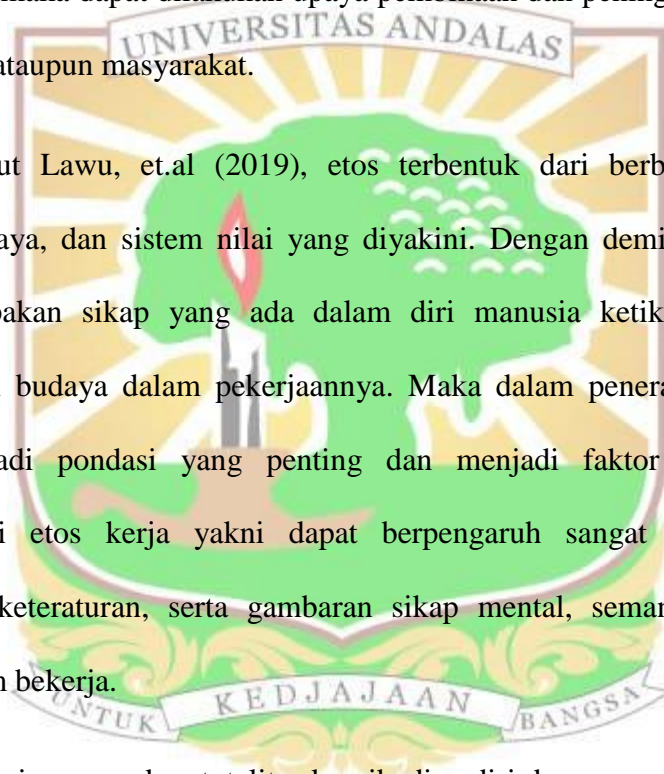 UNIVERSITAS ANDALAS
ataupun masyarakat.
ut Lawu, et.al (2019), etos terbentuk dari berb
aya, dan sistem nilai yang diyakini. Dengan demi
pakan sikap yang ada dalam diri manusia ketik
budaya dalam pekerjaannya. Maka dalam penera
adi pondasi yang penting dan menjadi faktor
i etos kerja yakni dapat berpengaruh sangat
keteraturan, serta gambaran sikap mental, seman
n bekerja.
UNTUK KEDJAJAAN BANGSA